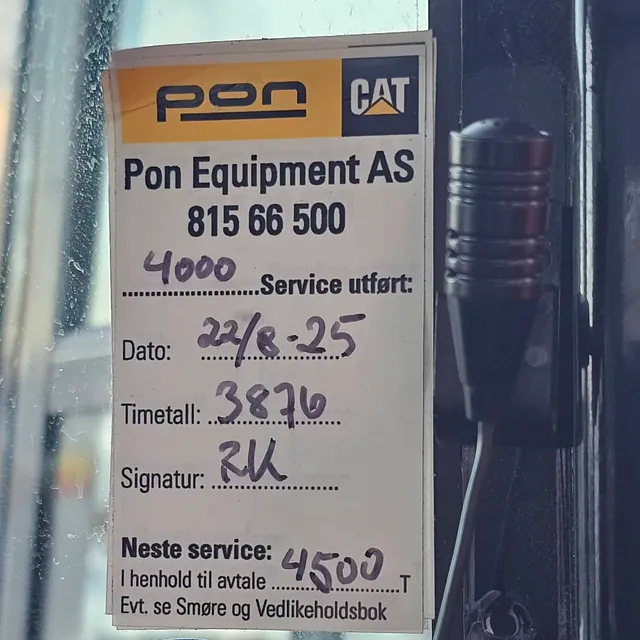 pon CAT
Pon Equipment AS
815 66 500
4000 Service utført:
Dato: 22/8-25
Timetall: 3876
Signatur: RK
Neste service:
I henhold til avtale 4500 T
Evt. se Smøre og Vedlikeholdsbok